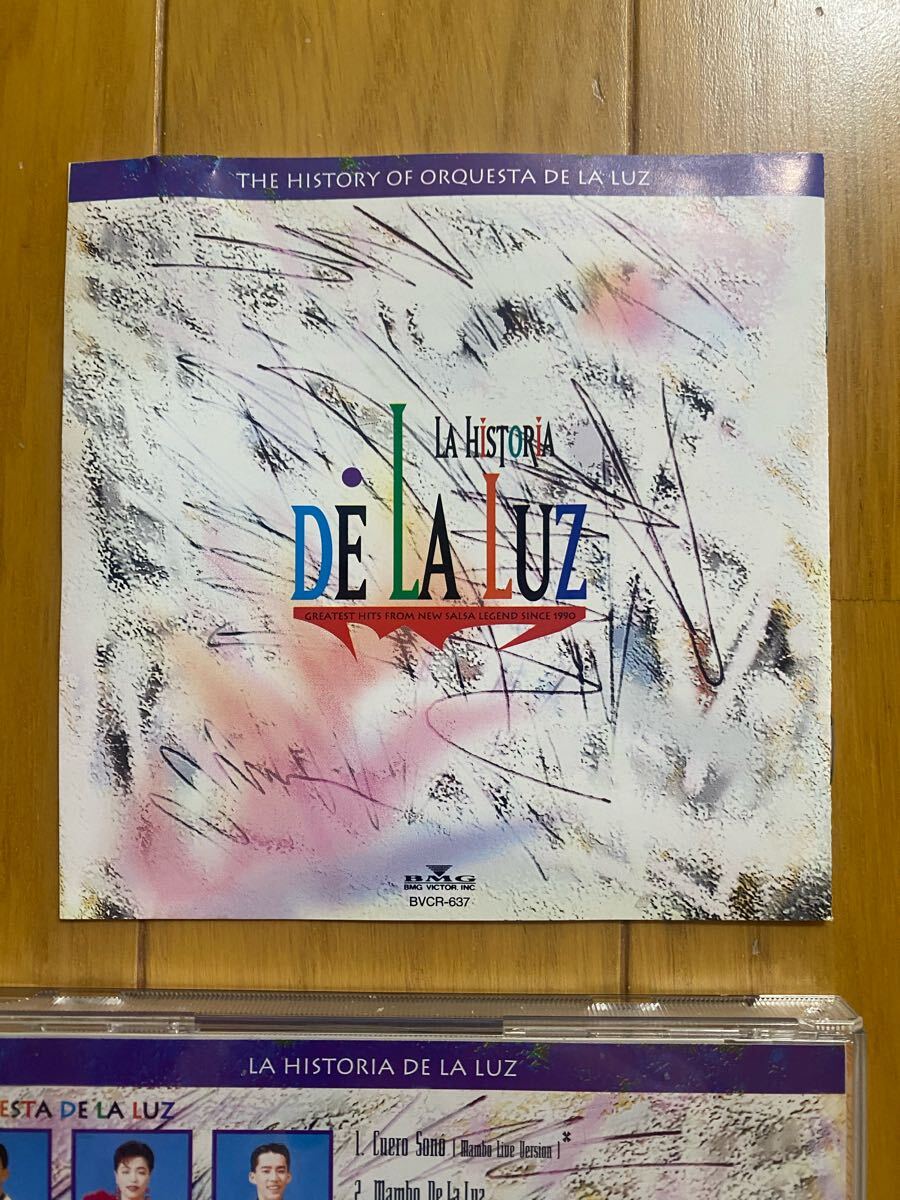 THE HISTORY OF ORQUESTA DE LA LUZ
LA HISTORIA
DE LA LUZ
GREATEST HITS FROM NEW SALSA LEGEND SINCE 1990
BMG
BMG VICTOR, INC
BVCR-637
LA HISTORIA DE LA LUZ
ESTA DE LA LUZ
1. Cuero Sonó [ Mambo Live Version ]*
2. Mambo De La Luz